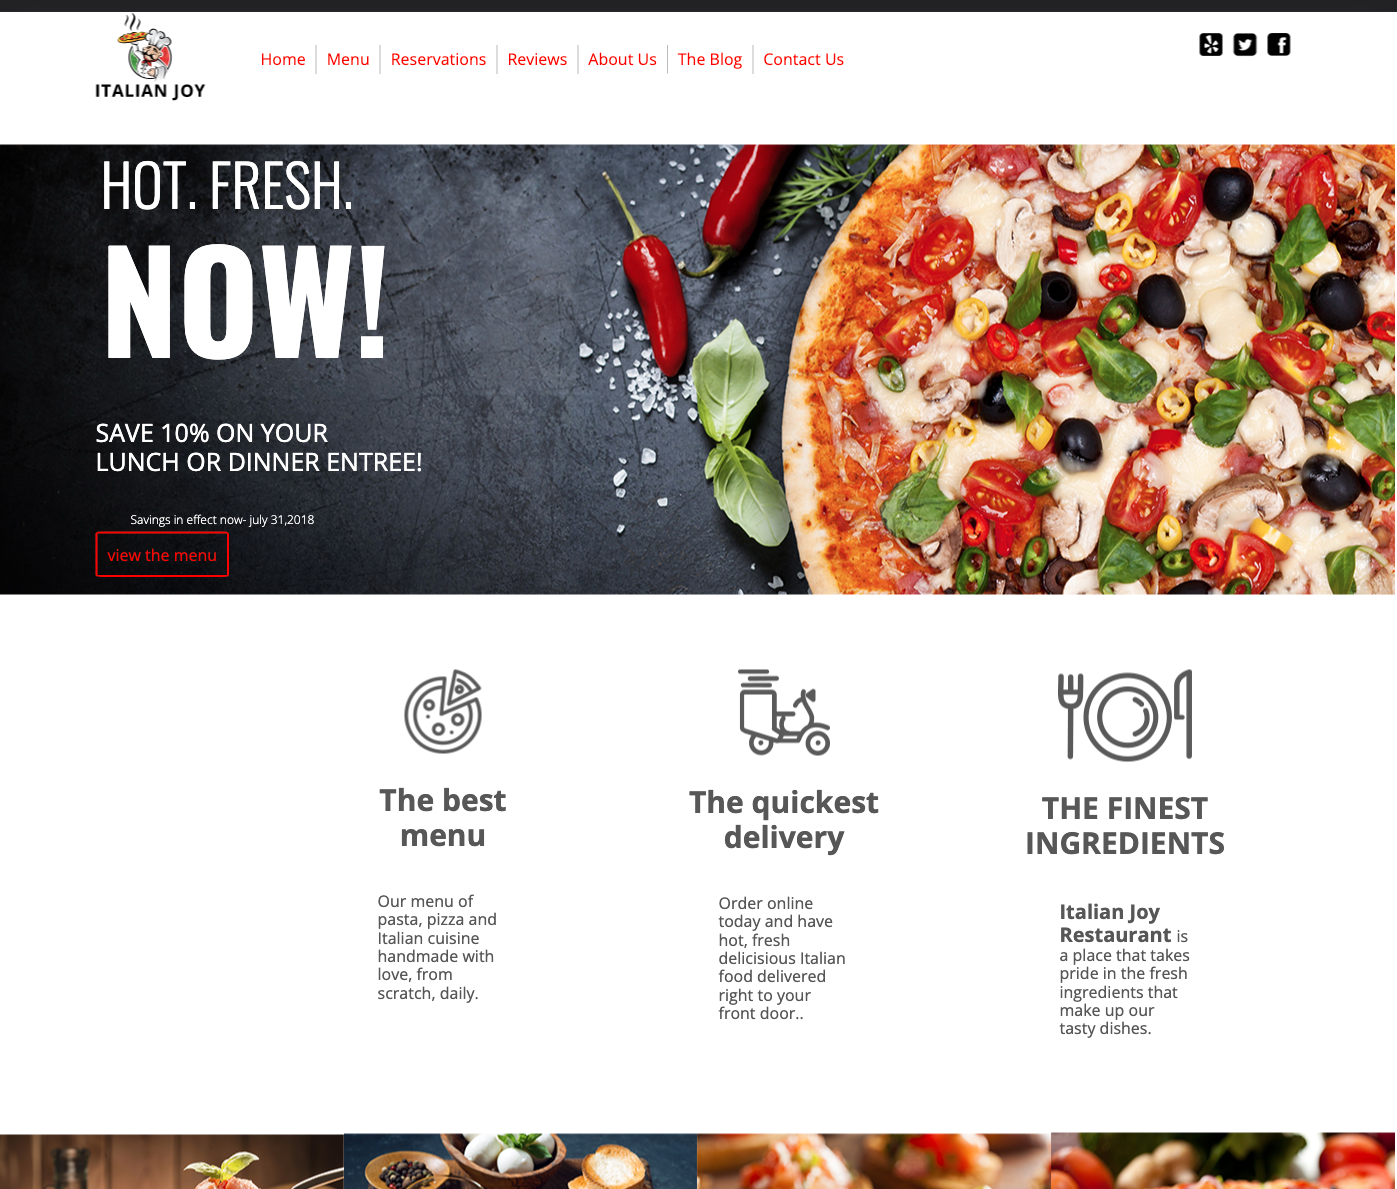 ITALIAN JOY
Home Menu Reservations Reviews About Us The Blog Contact Us
HOT. FRESH.
NOW!
SAVE 10% ON YOUR
LUNCH OR DINNER ENTREE!
Savings in effect now- july 31,2018
view the menu
The best
menu
Our menu of
pasta, pizza and
Italian cuisine
handmade with
love, from
scratch, daily.
The quickest
delivery
Order online
today and have
hot, fresh
delicisious Italian
food delivered
right to your
front door..
THE FINEST
INGREDIENTS
Italian Joy
Restaurant is
a place that takes
pride in the fresh
ingredients that
make up our
tasty dishes.